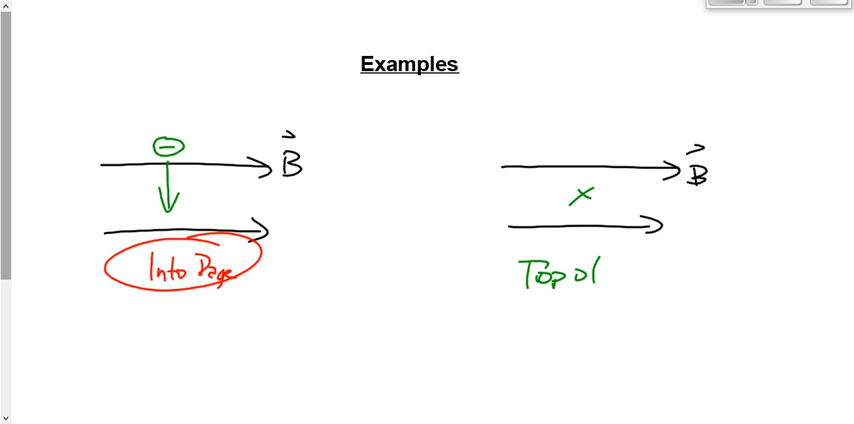 Examples
B
B
Into Page
Top of